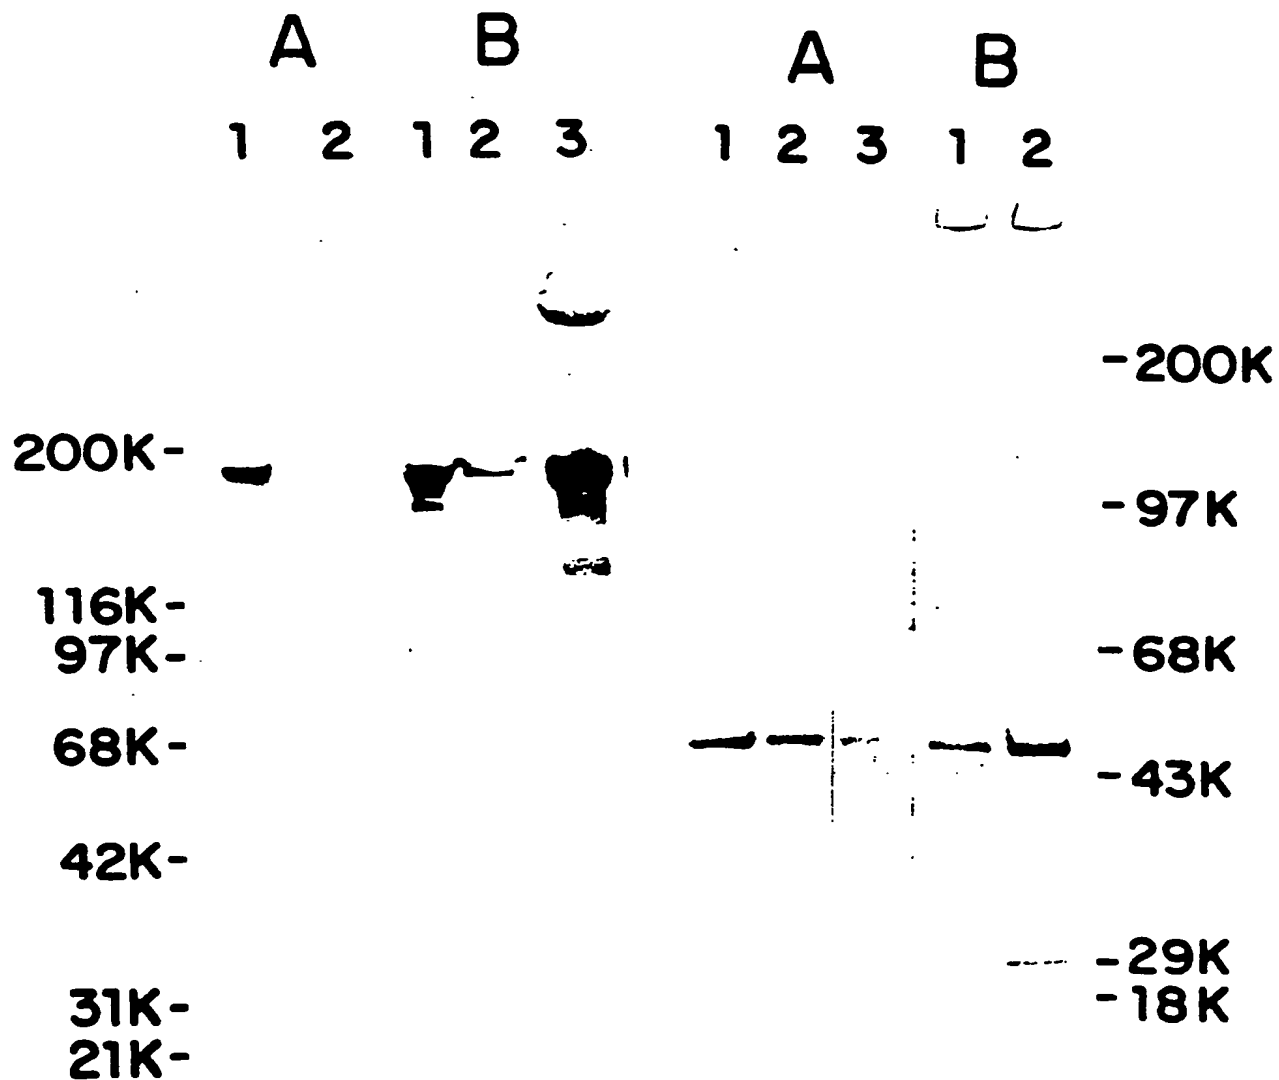 A B
1 2 1 2 3
200K-
116K-
97K-
68K-
42K-
31K-
21K-
A B
1 2 3 1 2
-200K
-97K
-68K
-43K
-29K
-18K